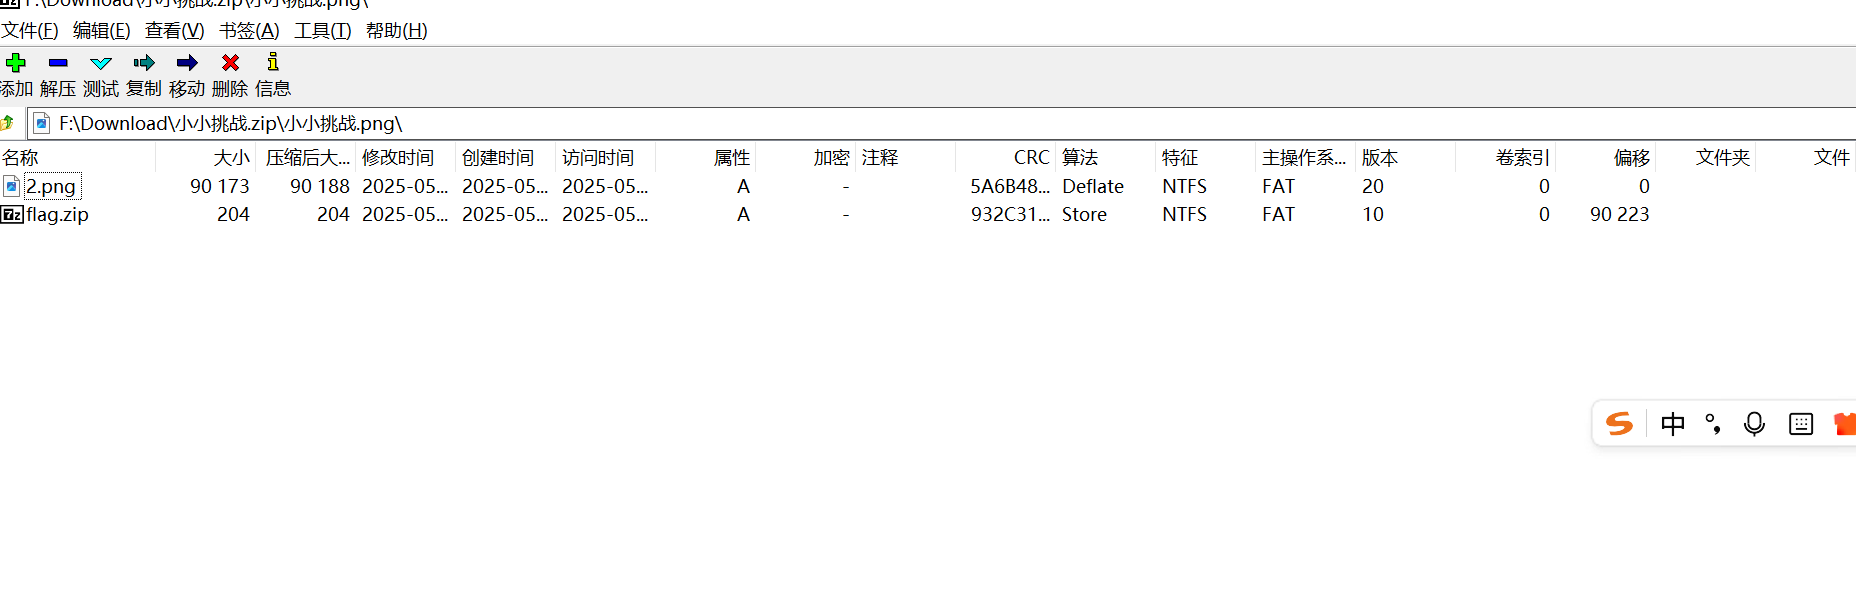 F:\Download\小小挑战.zip\小小挑战.png\
文件(F) 编辑(E) 查看(V) 书签(A) 工具(T) 帮助(H)
添加 解压 测试 复制 移动 删除 信息
F:\Download\小小挑战.zip\小小挑战.png\
名称 大小 压缩后大... 修改时间 创建时间 访问时间 属性 加密 注释 CRC 算法 特征 主操作系... 版本 卷索引 偏移 文件夹 文件
2.png 90 173 90 188 2025-05... 2025-05... 2025-05... A - 5A6B48... Deflate NTFS FAT 20 0 0
flag.zip 204 204 2025-05... 2025-05... 2025-05... A - 932C31... Store NTFS FAT 10 0 90 223
中